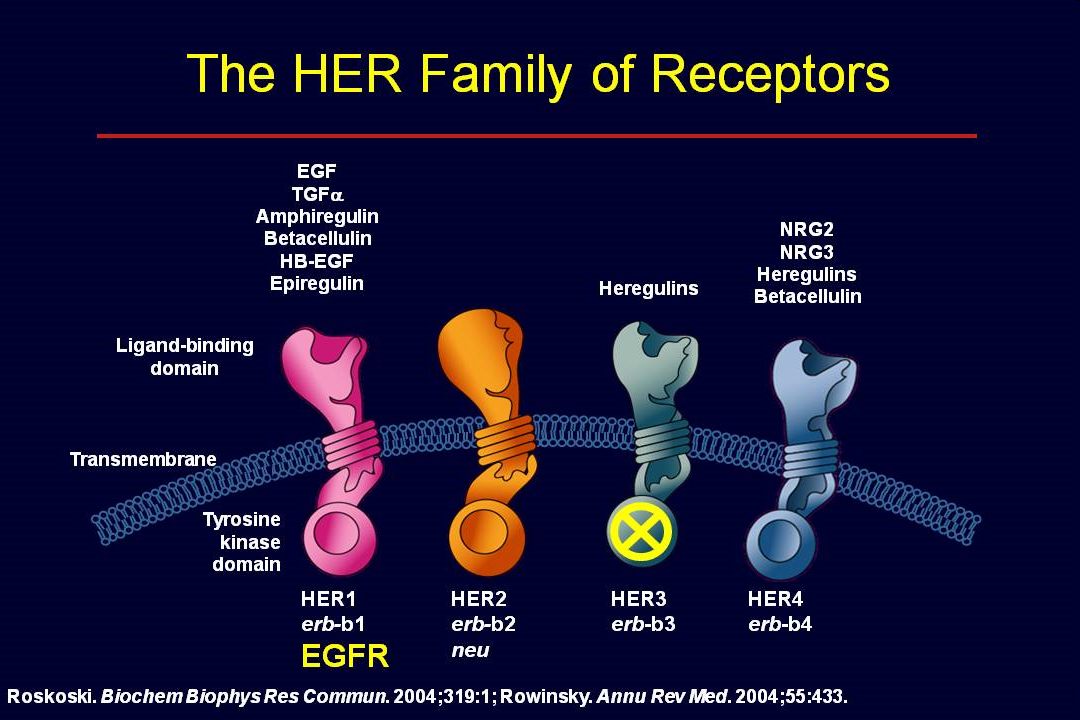 The HER Family of Receptors
EGF
TGFα
Amphiregulin
Betacellulin
HB-EGF
Epiregulin
Heregulins
NRG2
NRG3
Heregulins
Betacellulin
Ligand-binding
domain
Transmembrane
Tyrosine
kinase
domain
HER1
erb-b1
EGFR
HER2
erb-b2
neu
HER3
erb-b3
HER4
erb-b4
Roskoski. Biochem Biophys Res Commun. 2004;319:1; Rowinsky. Annu Rev Med. 2004;55:433.